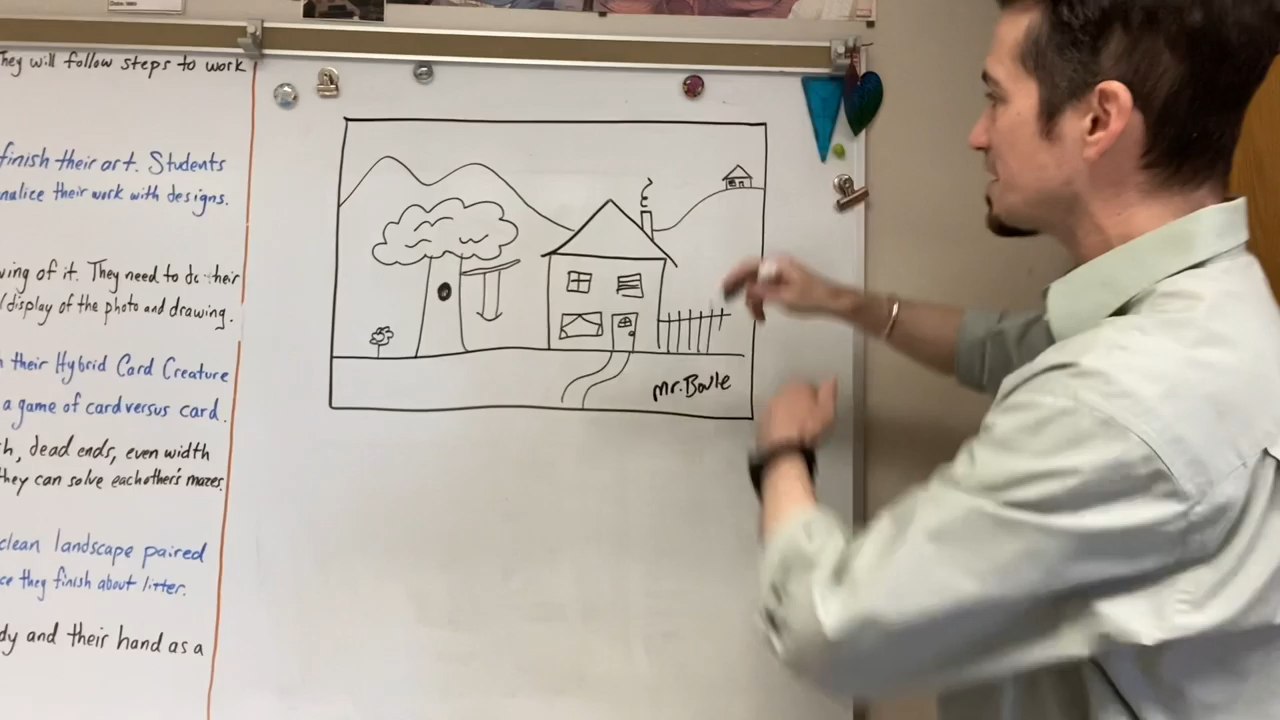 They will follow steps to work
finish their art. Students
nalice their work with designs.
ving of it. They need to do their
/display of the photo and drawing.
their Hybrid Card Creature
a game of card versus card.
h, dead ends, even width
they can solve eachother's mazes.
clean landscape paired
ce they finish about litter.
dy and their hand as a
mr. Boule